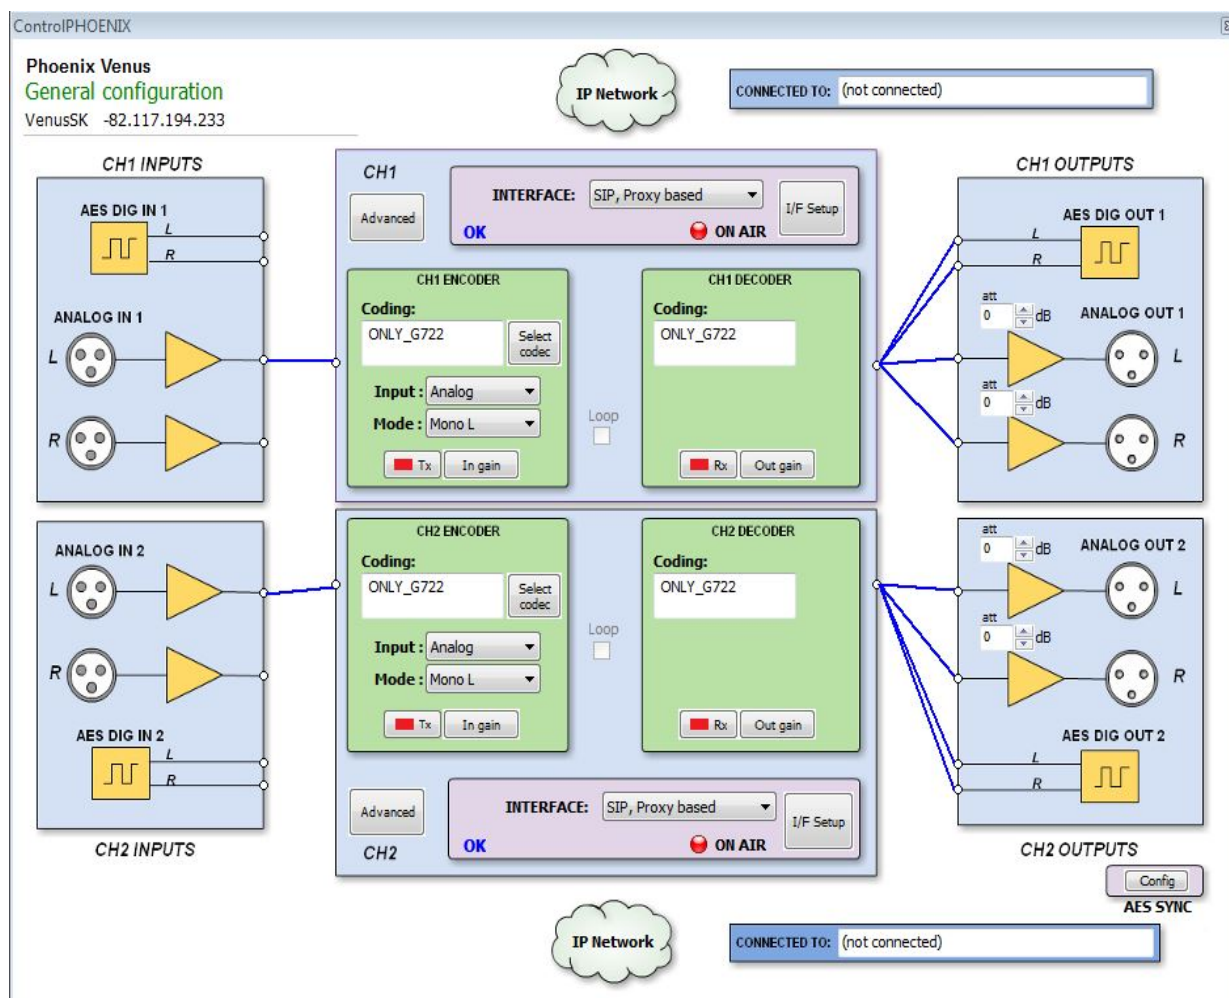 ControlPHOENIX
Phoenix Venus
General configuration
VenusSK -82.117.194.233
IP Network
CONNECTED TO: (not connected)
CH1 INPUTS
CH1
INTERFACE: SIP, Proxy based
I/F Setup
Advanced
OK
ON AIR
CH1 OUTPUTS
AES DIG IN 1
L
R
ANALOG IN 1
L
R
CH1 ENCODER
Coding:
ONLY_G722
Select
codec
Input : Analog
Mode : Mono L
Tx
In gain
Loop
CH1 DECODER
Coding:
ONLY_G722
Rx
Out gain
AES DIG OUT 1
L
R
att
0 dB
ANALOG OUT 1
L
att
0 dB
R
ANALOG IN 2
L
R
AES DIG IN 2
L
R
CH2 INPUTS
CH2 ENCODER
Coding:
ONLY_G722
Select
codec
Input : Analog
Mode : Mono L
Tx
In gain
Loop
CH2 DECODER
Coding:
ONLY_G722
Rx
Out gain
att
0 dB
ANALOG OUT 2
L
att
0 dB
R
AES DIG OUT 2
L
R
Advanced
CH2
INTERFACE: SIP, Proxy based
I/F Setup
OK
ON AIR
CH2 OUTPUTS
Config
AES SYNC
IP Network
CONNECTED TO: (not connected)